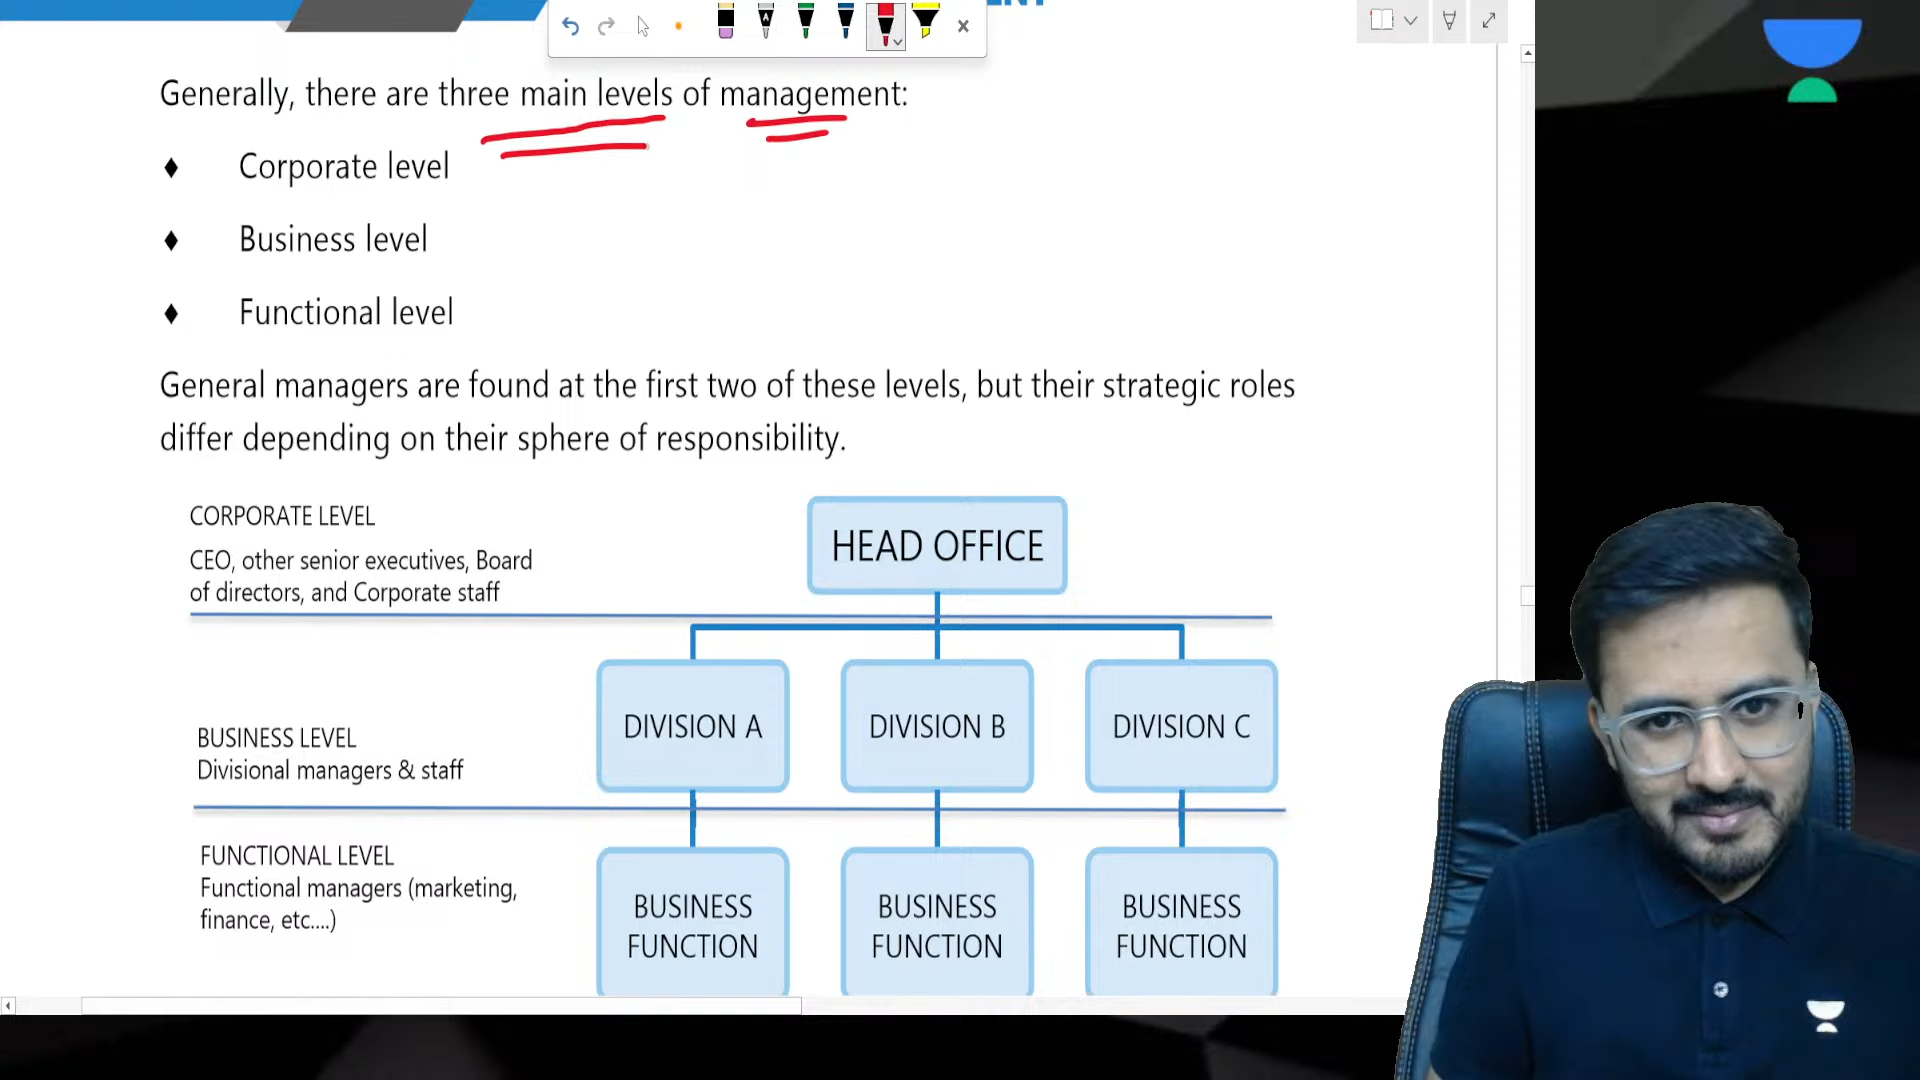 Generally, there are three main levels of management:
♦ Corporate level
♦ Business level
♦ Functional level
General managers are found at the first two of these levels, but their strategic roles
differ depending on their sphere of responsibility.
CORPORATE LEVEL
CEO, other senior executives, Board
of directors, and Corporate staff
HEAD OFFICE
BUSINESS LEVEL
Divisional managers & staff
DIVISION A
DIVISION B
DIVISION C
FUNCTIONAL LEVEL
Functional managers (marketing,
finance, etc....)
BUSINESS
FUNCTION
BUSINESS
FUNCTION
BUSINESS
FUNCTION